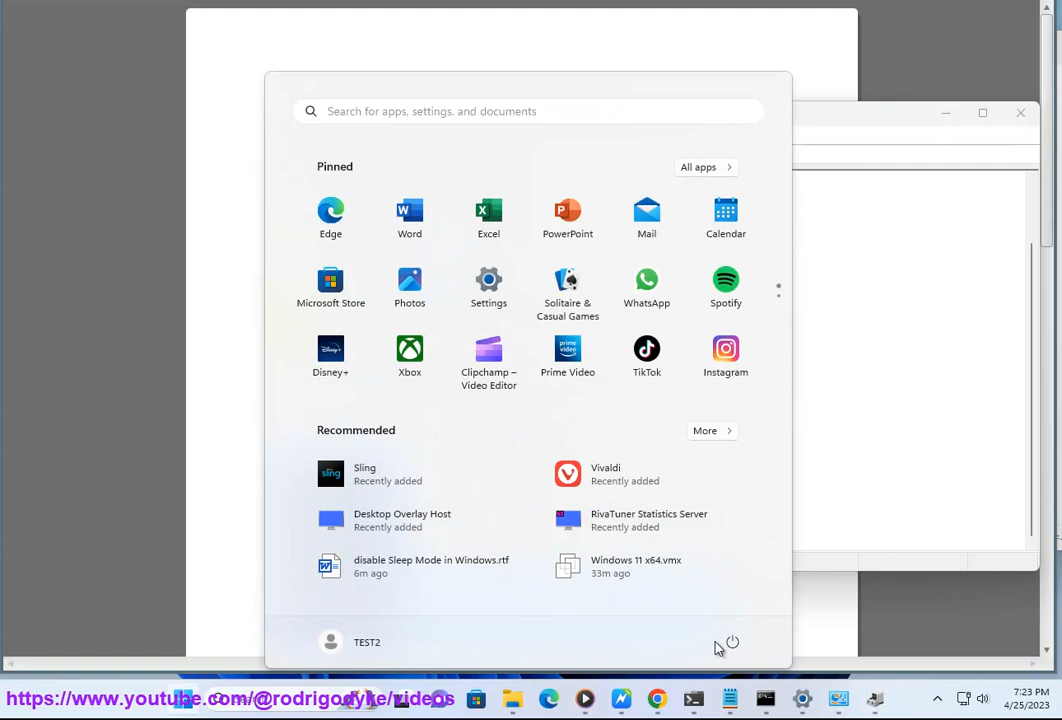 Search for apps, settings, and documents
Pinned
All apps
Edge
Word
Excel
PowerPoint
Mail
Calendar
Microsoft Store
Photos
Settings
Solitaire &
Casual Games
WhatsApp
Spotify
Disney+
Xbox
Clipchamp –
Video Editor
prime video
Prime Video
TikTok
Instagram
Recommended
More
sling
Sling
Recently added
Vivaldi
Recently added
Desktop Overlay Host
Recently added
RivaTuner Statistics Server
Recently added
disable Sleep Mode in Windows.rtf
6m ago
Windows 11 x64.vmx
33m ago
TEST2
https://www.youtube.com/@rodrigodyke/videos
7:23 PM
4/25/2023